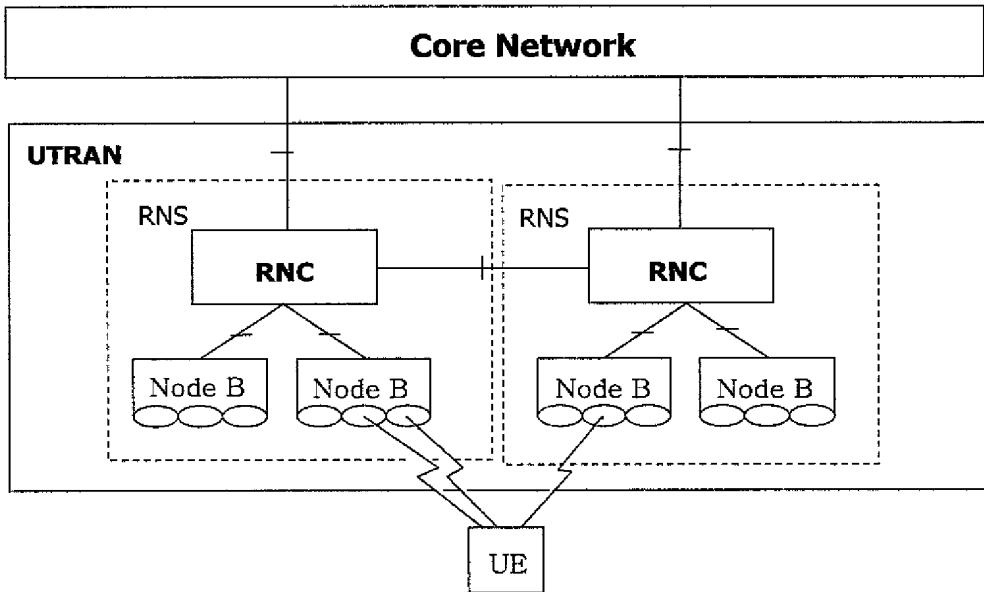 Core Network
UTRAN
RNS
RNS
RNC
RNC
Node B
Node B
Node B
Node B
UE